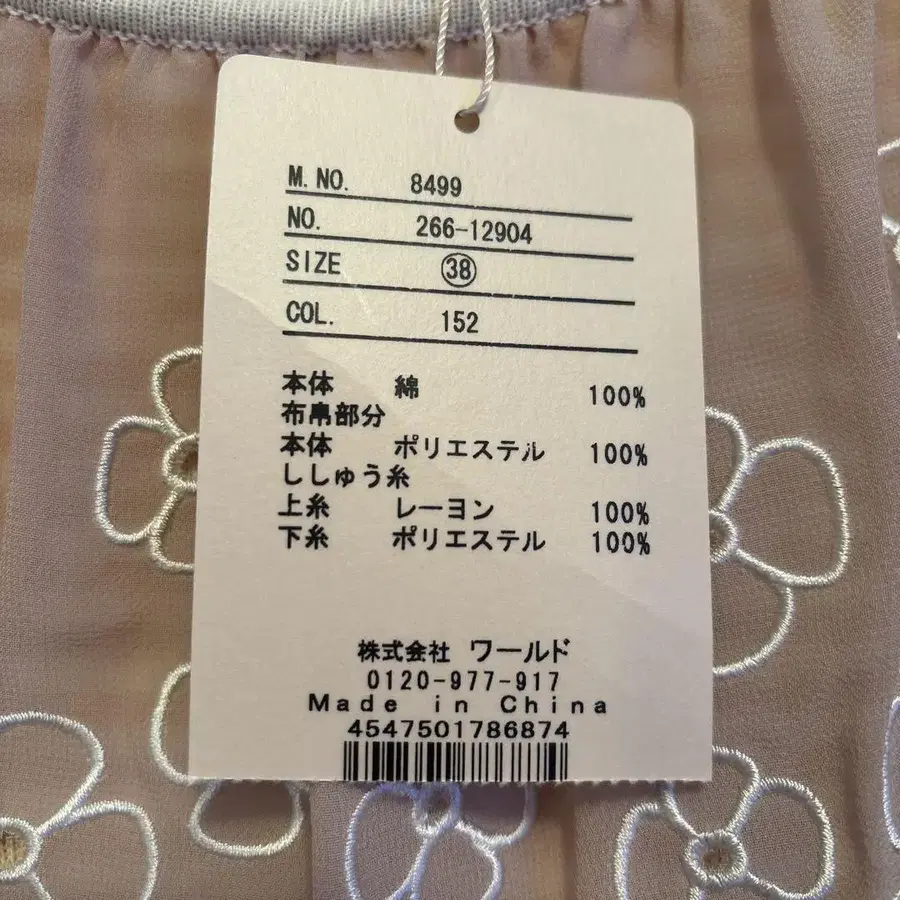 M.NO. 8499
NO. 266-12904
SIZE ㊳
COL. 152
本体 綿 100%
布帛部分
本体 ポリエステル 100%
ししゅう糸
上糸 レーヨン 100%
下糸 ポリエステル 100%
株式会社 ワールド
0120-977-917
Made in China
4547501786874